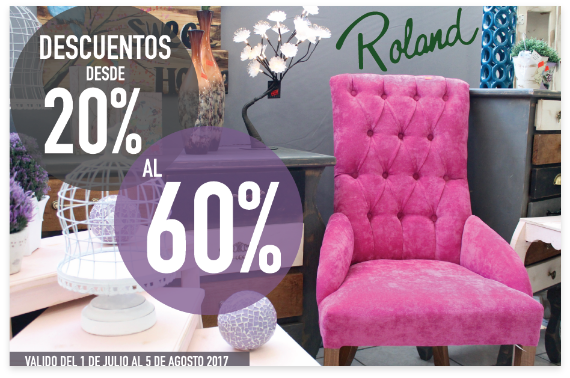 DESCUENTOS
DESDE
20%
AL
60%
Roland
VALIDO DEL 1 DE JULIO AL 5 DE AGOSTO 2017